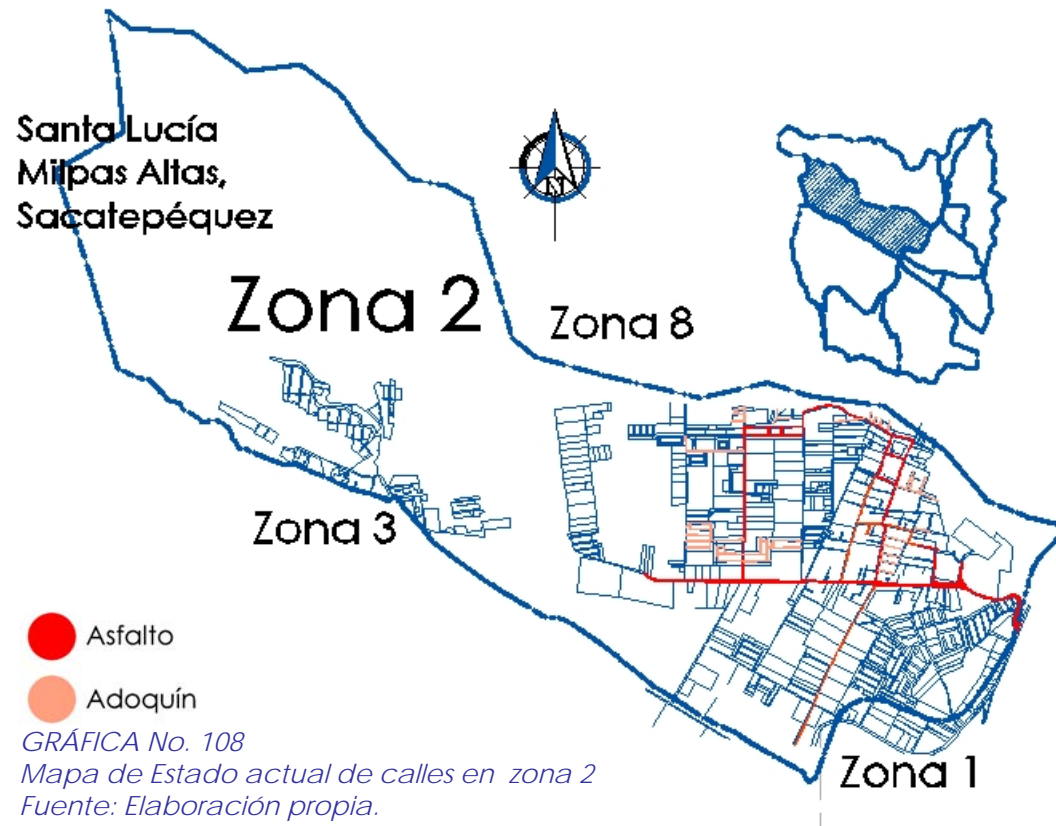 Santa Lucía
Milpas Altas,
Sacatepéquez
N
Zona 2
Zona 8
Zona 3
Asfalto
Adoquín
Zona 1
GRÁFICA No. 108
Mapa de Estado actual de calles en zona 2
Fuente: Elaboración propia.